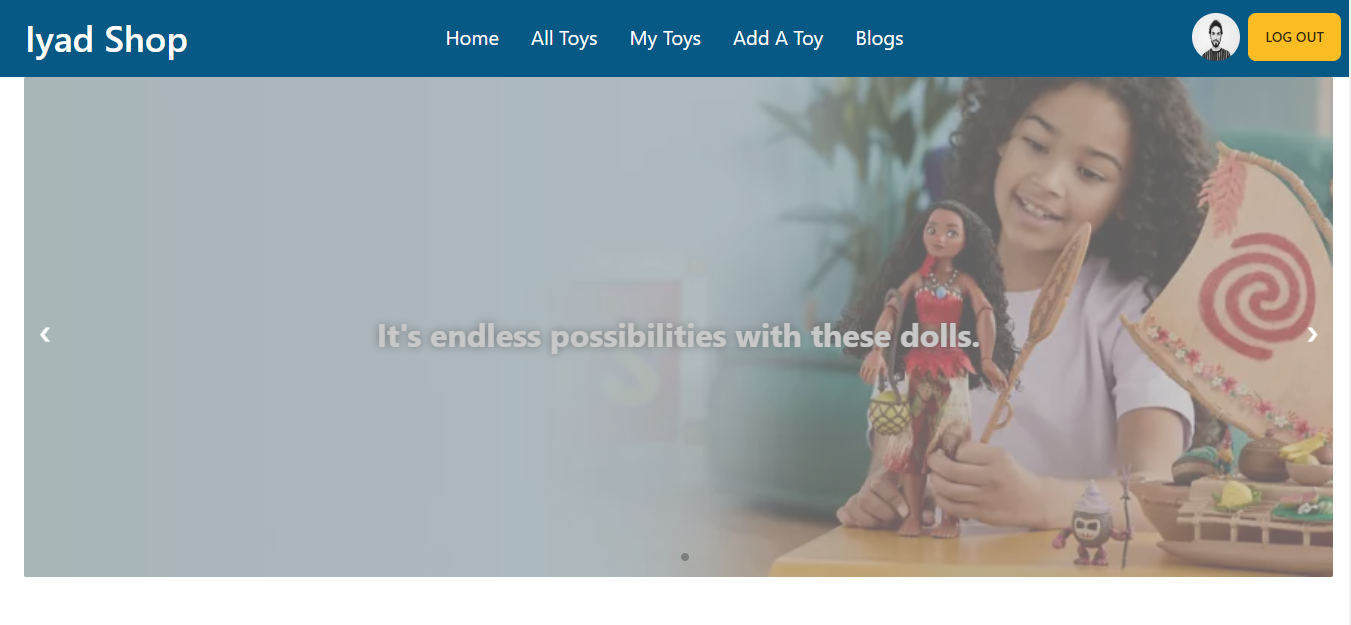 Iyad Shop
Home All Toys My Toys Add A Toy Blogs
LOG OUT
It's endless possibilities with these dolls.